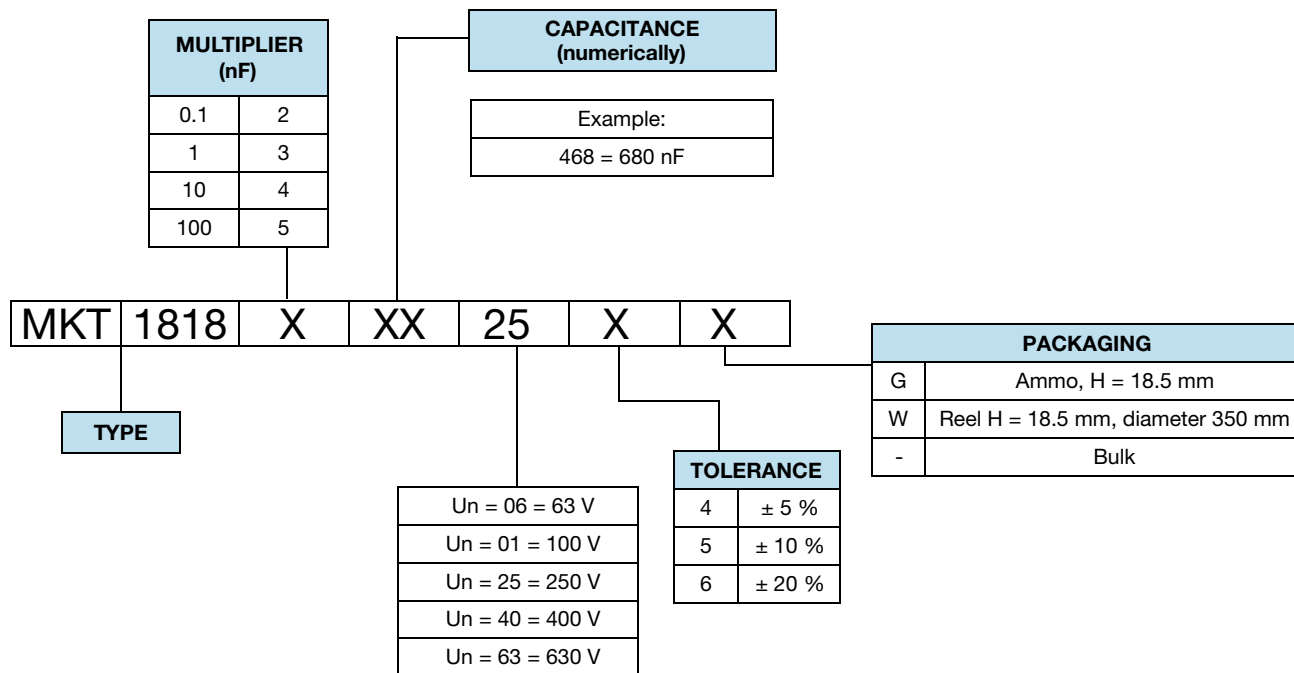 MULTIPLIER
(nF)
0.1 2
1 3
10 4
100 5
CAPACITANCE
(numerically)
Example:
468 = 680 nF
MKT 1818 X XX 25 X X
TYPE
Un = 06 = 63 V
Un = 01 = 100 V
Un = 25 = 250 V
Un = 40 = 400 V
Un = 63 = 630 V
TOLERANCE
4 ± 5 %
5 ± 10 %
6 ± 20 %
PACKAGING
G Ammo, H = 18.5 mm
W Reel H = 18.5 mm, diameter 350 mm
- Bulk